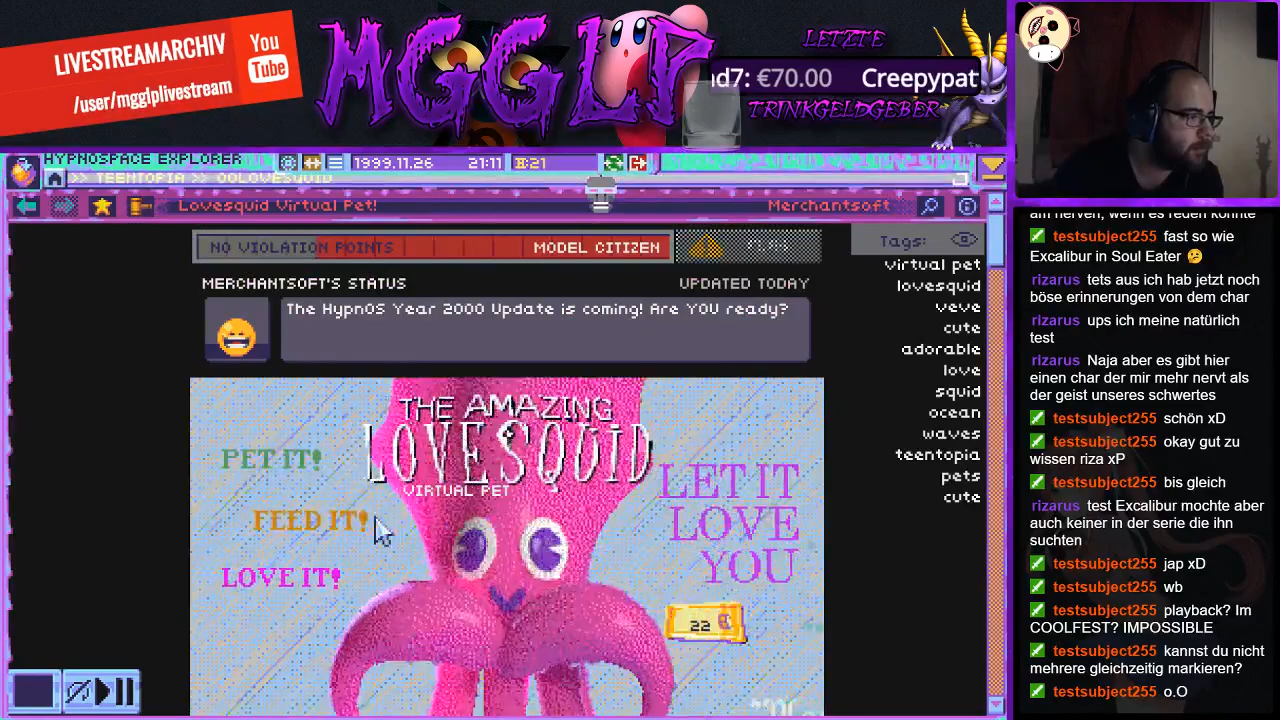 LIVESTREAMARCHIV
You
Tube
/user/mgglplivestream
MGGLP
LETZTE
d7: €70.00 Creepypat
TRINKGELDGEBER
HYPNOSPACE EXPLORER
1999.11.26
21:11
21
>> TEENTOPIA >> 00LOVESQUID
Lovesquid Virtual Pet!
Merchantsoft
NO VIOLATION POINTS
MODEL CITIZEN
Tags:
virtual pet
lovesquid
veve
cute
adorable
love
squid
ocean
waves
teentopia
pets
cute
MERCHANTSOFT'S STATUS
UPDATED TODAY
The HypnOS Year 2000 Update is coming! Are YOU ready?
THE AMAZING
LOVESQUID
VIRTUAL PET
PET IT!
FEED IT!
LOVE IT!
LET IT
LOVE
YOU
22
am nerven, wenn es reden konnte
testsubject255 fast so wie
Excalibur in Soul Eater 🤔
rizarus tets aus ich hab jetzt noch
böse erinnerungen von dem char
rizarus ups ich meine natürlich
test
rizarus Naja aber es gibt hier
einen char der mir mehr nervt als
der geist unseres schwertes
testsubject255 schön xD
testsubject255 okay gut zu
wissen riza xP
testsubject255 bis gleich
rizarus test Excalibur mochte aber
auch keiner in der serie die ihn
suchten
testsubject255 jap xD
testsubject255 wb
testsubject255 playback? Im
COOLFEST? IMPOSSIBLE
testsubject255 kannst du nicht
mehrere gleichzeitig markieren?
testsubject255 o.O